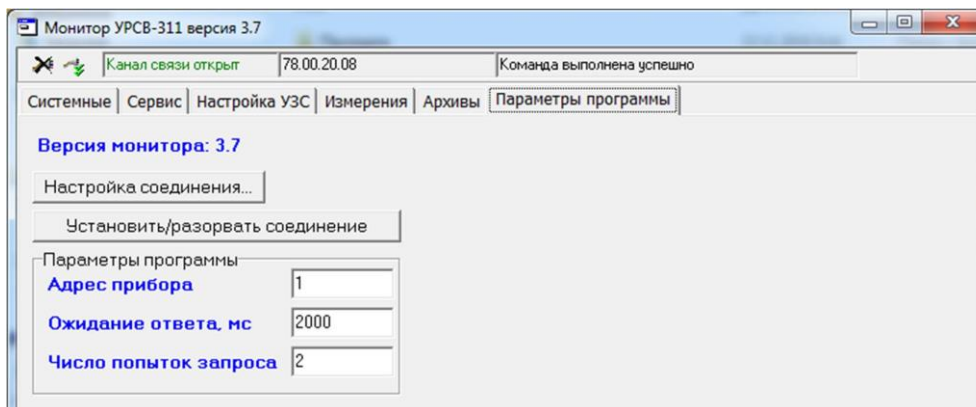 Монитор УРСВ-311 версия 3.7
Канал связи открыт 78.00.20.08 Команда выполнена успешно
Системные Сервис Настройка УЗС Измерения Архивы Параметры программы
Версия монитора: 3.7
Настройка соединения...
Установить/разорвать соединение
Параметры программы
Адрес прибора 1
Ожидание ответа, мс 2000
Число попыток запроса 2